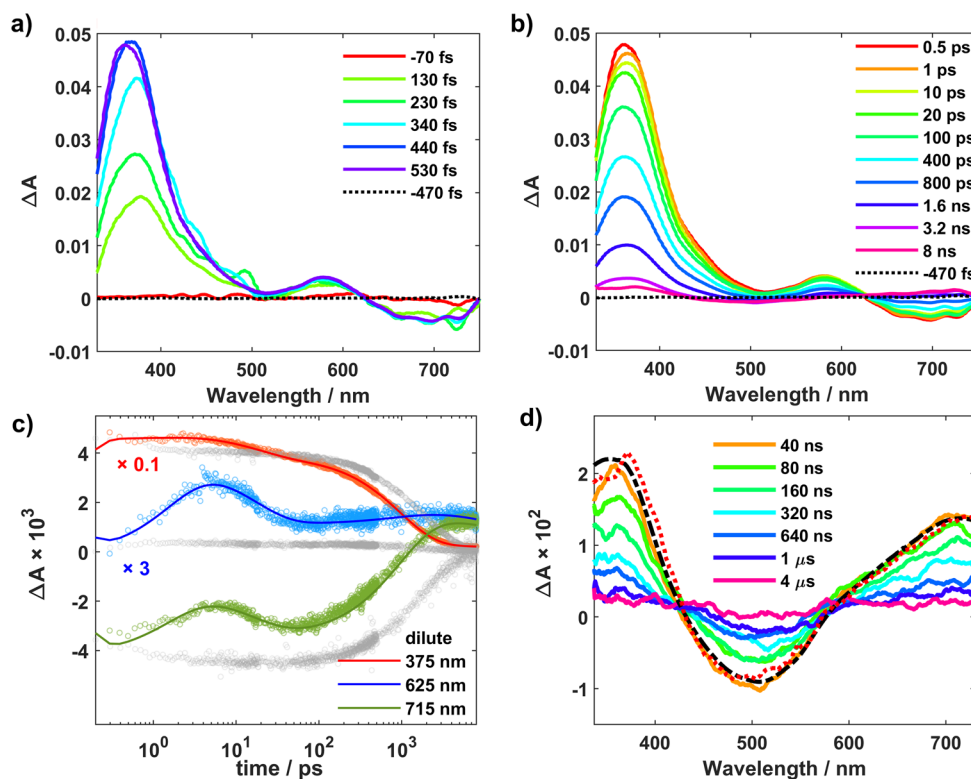 a)
ΔA
0.05
0.04
0.03
0.02
0.01
0
-0.01
400
500
600
700
Wavelength / nm
-70 fs
130 fs
230 fs
340 fs
440 fs
530 fs
-470 fs
b)
ΔA
0.05
0.04
0.03
0.02
0.01
0
-0.01
400
500
600
700
Wavelength / nm
0.5 ps
1 ps
10 ps
20 ps
100 ps
400 ps
800 ps
1.6 ns
3.2 ns
8 ns
-470 fs
c)
ΔA × 10³
4
2
0
-2
-4
× 0.1
× 3
dilute
375 nm
625 nm
715 nm
10⁰
10¹
10²
10³
time / ps
d)
ΔA × 10²
2
1
0
-1
40 ns
80 ns
160 ns
320 ns
640 ns
1 μs
4 μs
400
500
600
700
Wavelength / nm